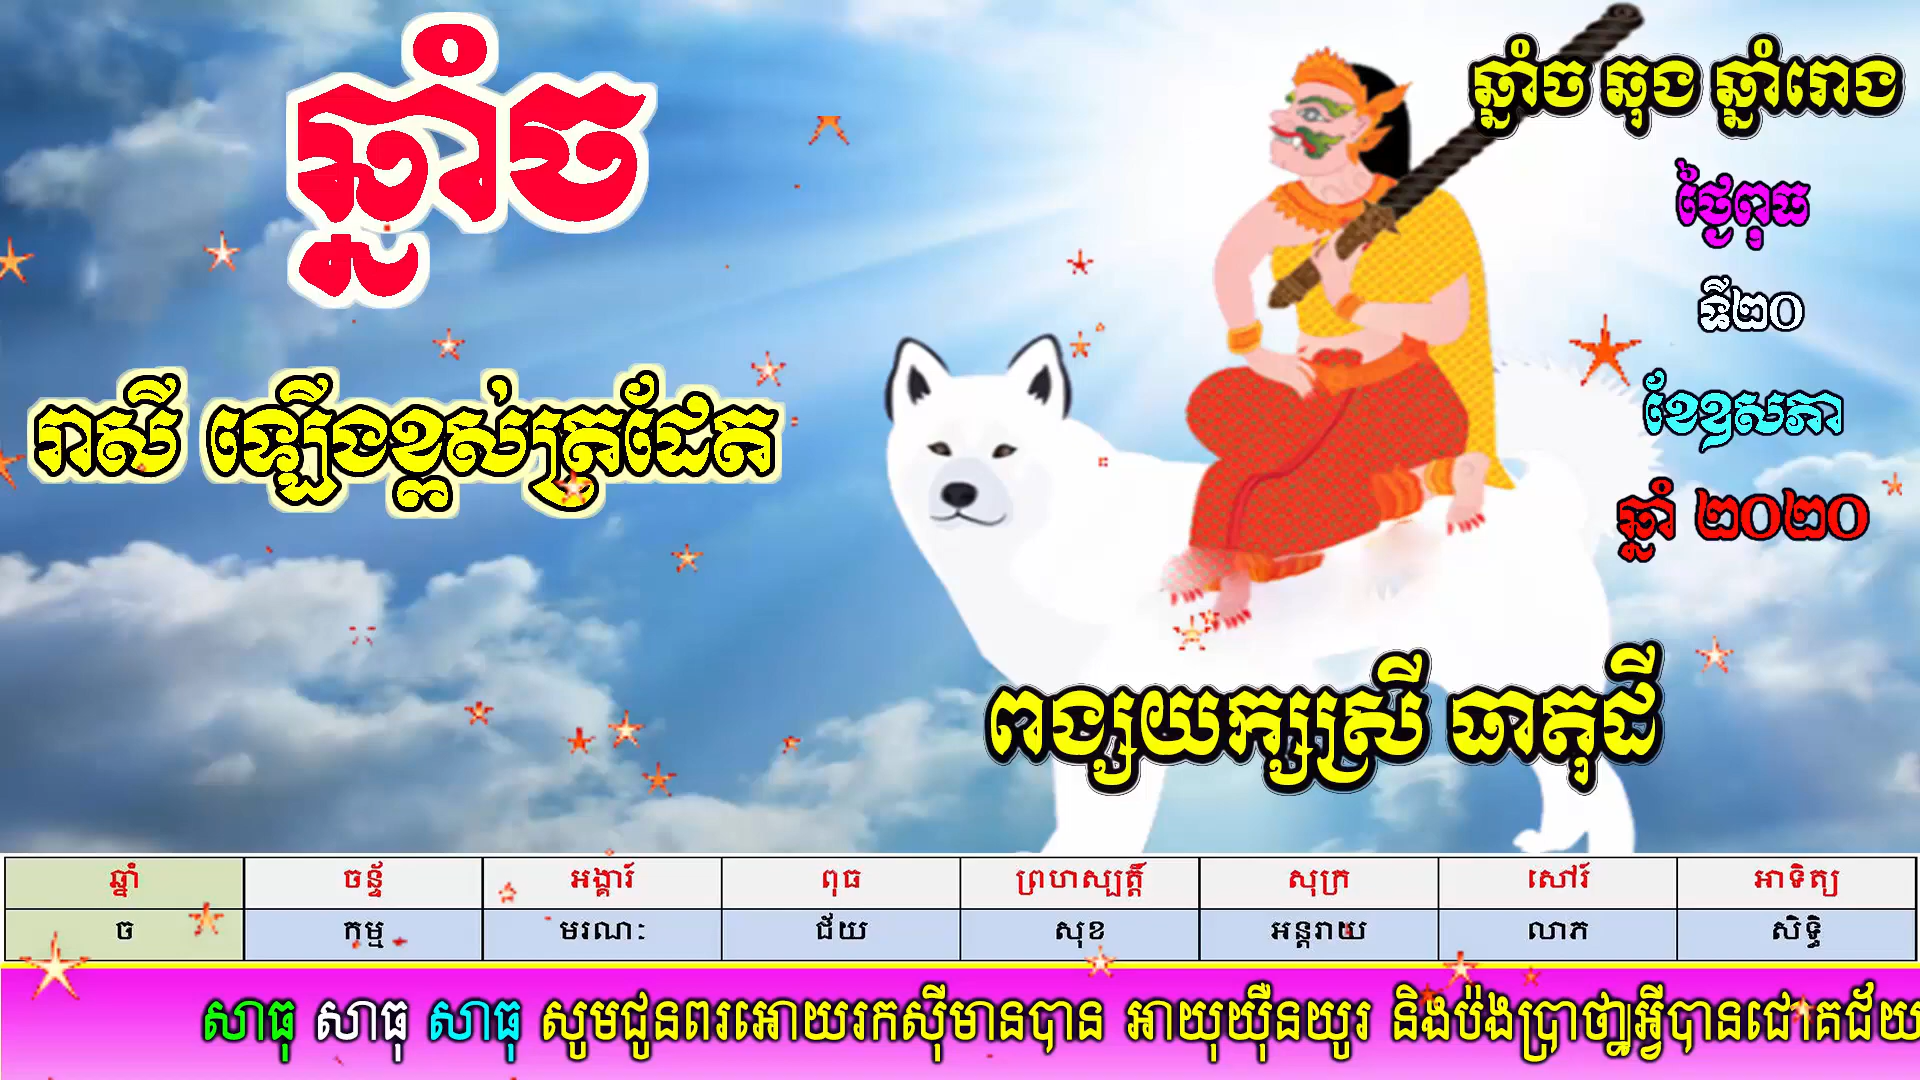 ឆ្នាំច
ឆ្នាំច ឆុង ឆ្នាំរោង
ថ្ងៃពុធ
ទី២០
ខែឧសភា
ឆ្នាំ ២០២០
រាសី ឡើងខ្ពស់ត្រដែត
ពង្សយក្សស្រី ធាតុដី
ឆ្នាំ ចន្ទ័ អង្គារ៍ ពុធ ព្រហស្បត្តិ៍ សុក្រ សៅរ៍ អាទិត្យ
ច កម្ម មរណៈ ជ័យ សុខ អន្តរាយ លាភ សិទ្ធិ
សាធុ សាធុ សាធុ សូមជូនពរអោយរកស៊ីមានបាន អាយុយ៉ឺនយូរ និងប៉ងប្រាថ្នាអ្វីបានជោគជ័យ